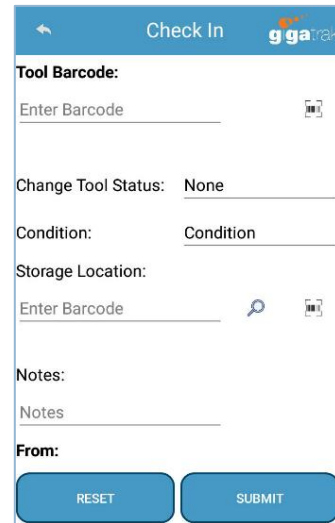 Check In
gigatrak
Tool Barcode:
Enter Barcode
Change Tool Status: None
Condition: Condition
Storage Location:
Enter Barcode
Notes:
Notes
From:
RESET SUBMIT